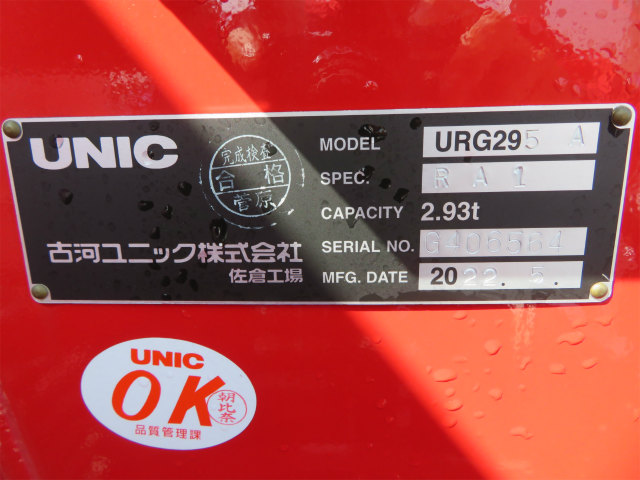 UNIC
完成検査
合格
菅原
古河ユニック株式会社
佐倉工場
MODEL URG295 A
SPEC. RA1
CAPACITY 2.93t
SERIAL NO. G406564
MFG. DATE 2022. 5.
UNIC
OK
朝比奈
品質管理課